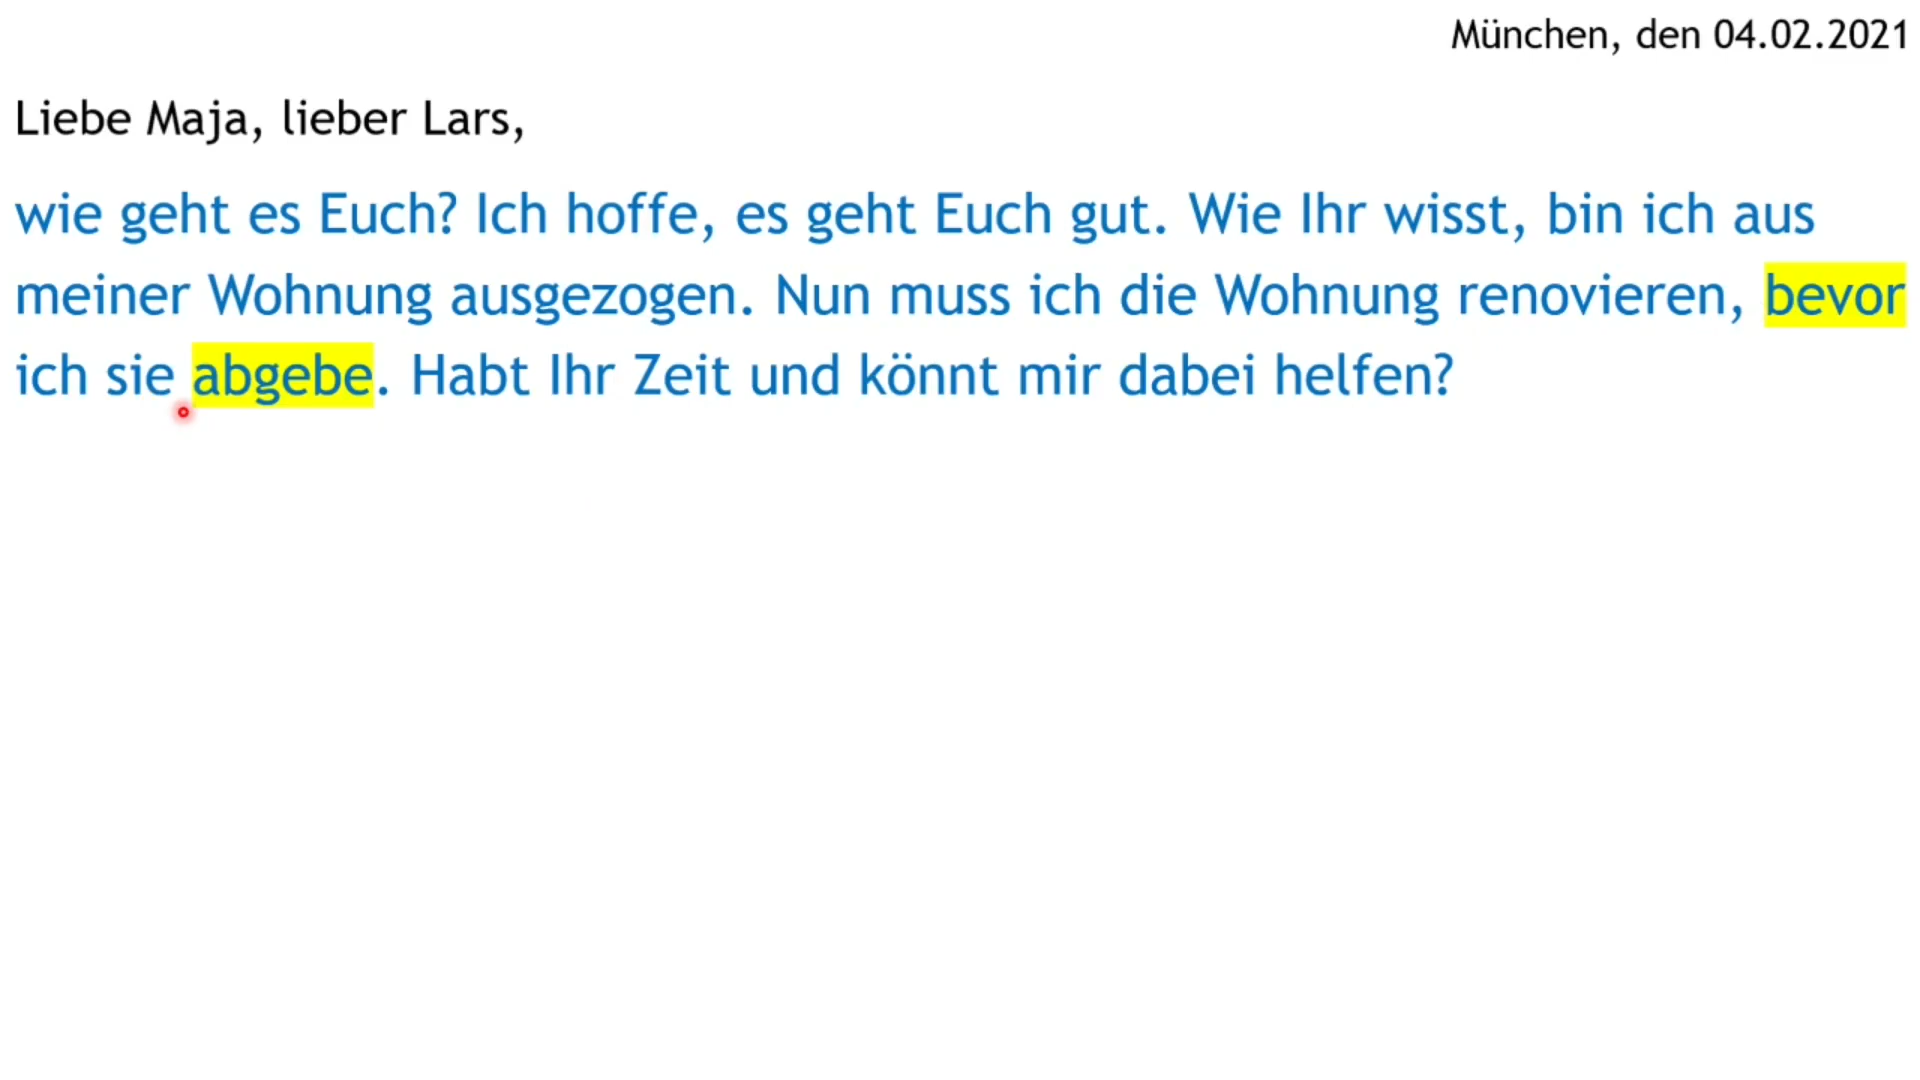 München, den 04.02.2021
Liebe Maja, lieber Lars,
wie geht es Euch? Ich hoffe, es geht Euch gut. Wie Ihr wisst, bin ich aus
meiner Wohnung ausgezogen. Nun muss ich die Wohnung renovieren, bevor
ich sie abgebe. Habt Ihr Zeit und könnt mir dabei helfen?